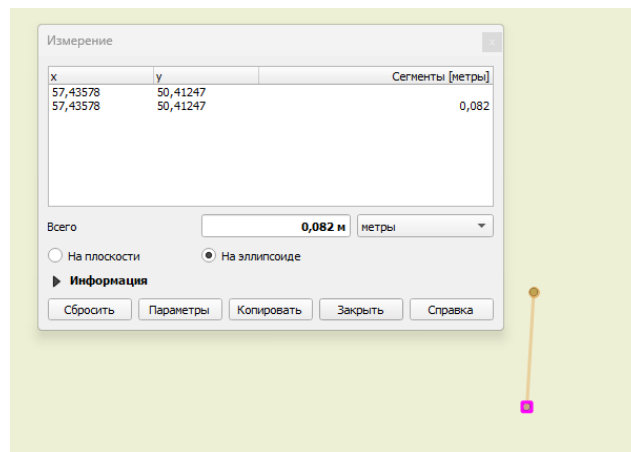 Измерение
x y Сегменты [метры]
57,43578 50,41247
57,43578 50,41247 0,082
Всего 0,082 м метры
На плоскости На эллипсоиде
Информация
Сбросить Параметры Копировать Закрыть Справка